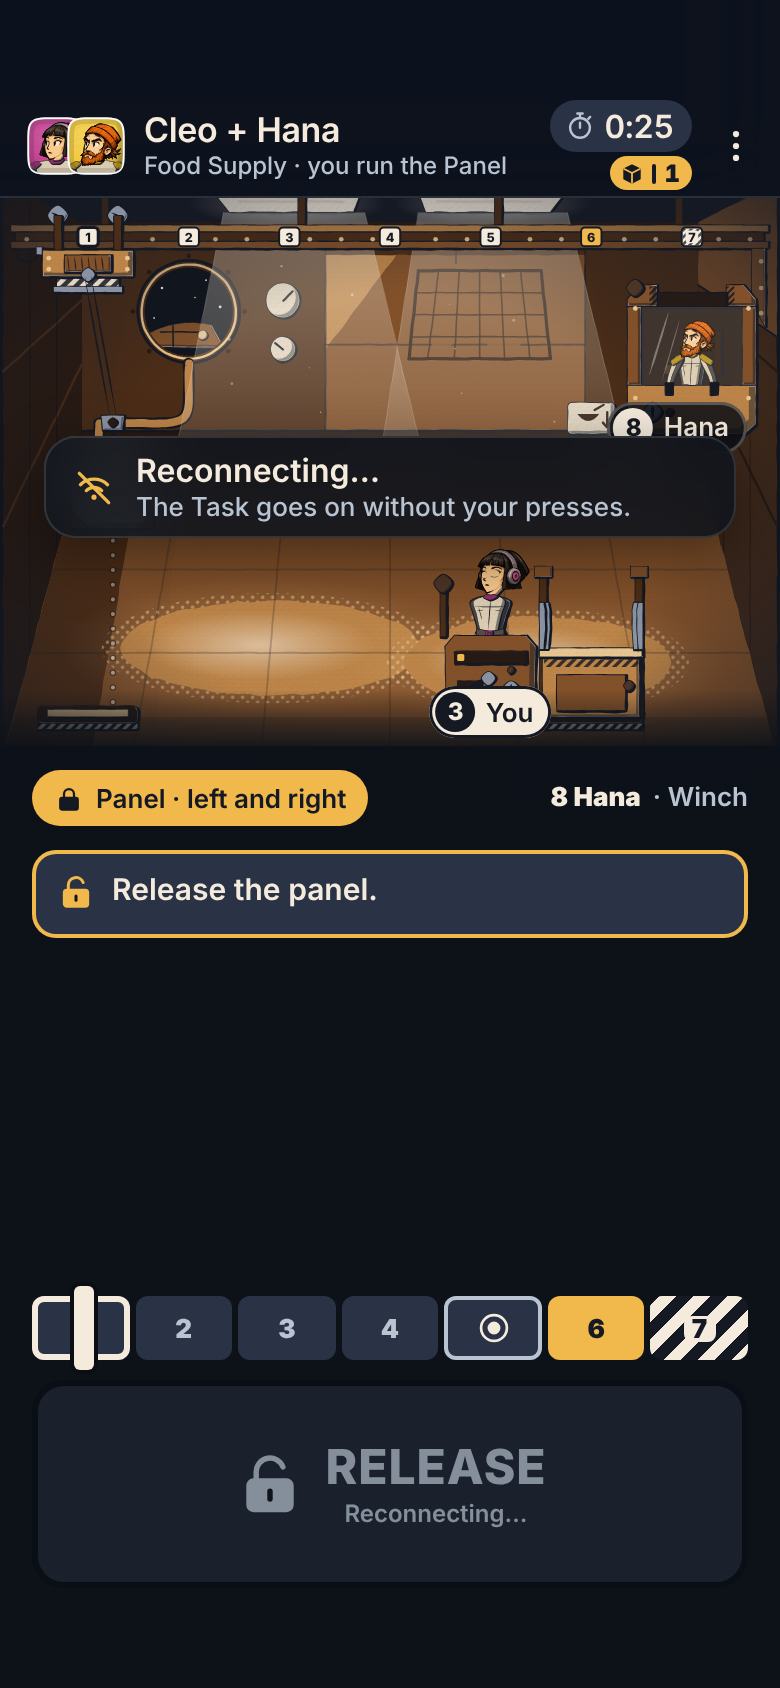 Cleo + Hana
0:25
Food Supply · you run the Panel
1
1 2 3 4 5 6 7
8 Hana
Reconnecting...
The Task goes on without your presses.
3 You
Panel · left and right
8 Hana · Winch
Release the panel.
2 3 4 6 7
RELEASE
Reconnecting...